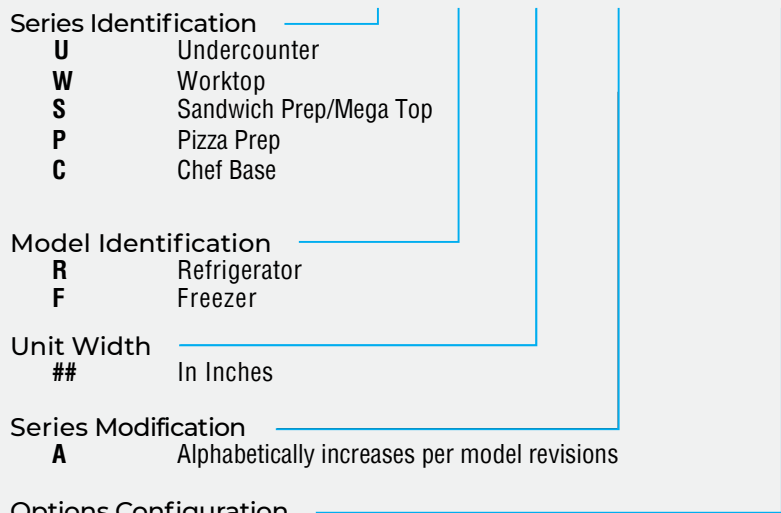 Series Identification
U Undercounter
W Worktop
S Sandwich Prep/Mega Top
P Pizza Prep
C Chef Base
Model Identification
R Refrigerator
F Freezer
Unit Width
## In Inches
Series Modification
A Alphabetically increases per model revisions
Options Configuration